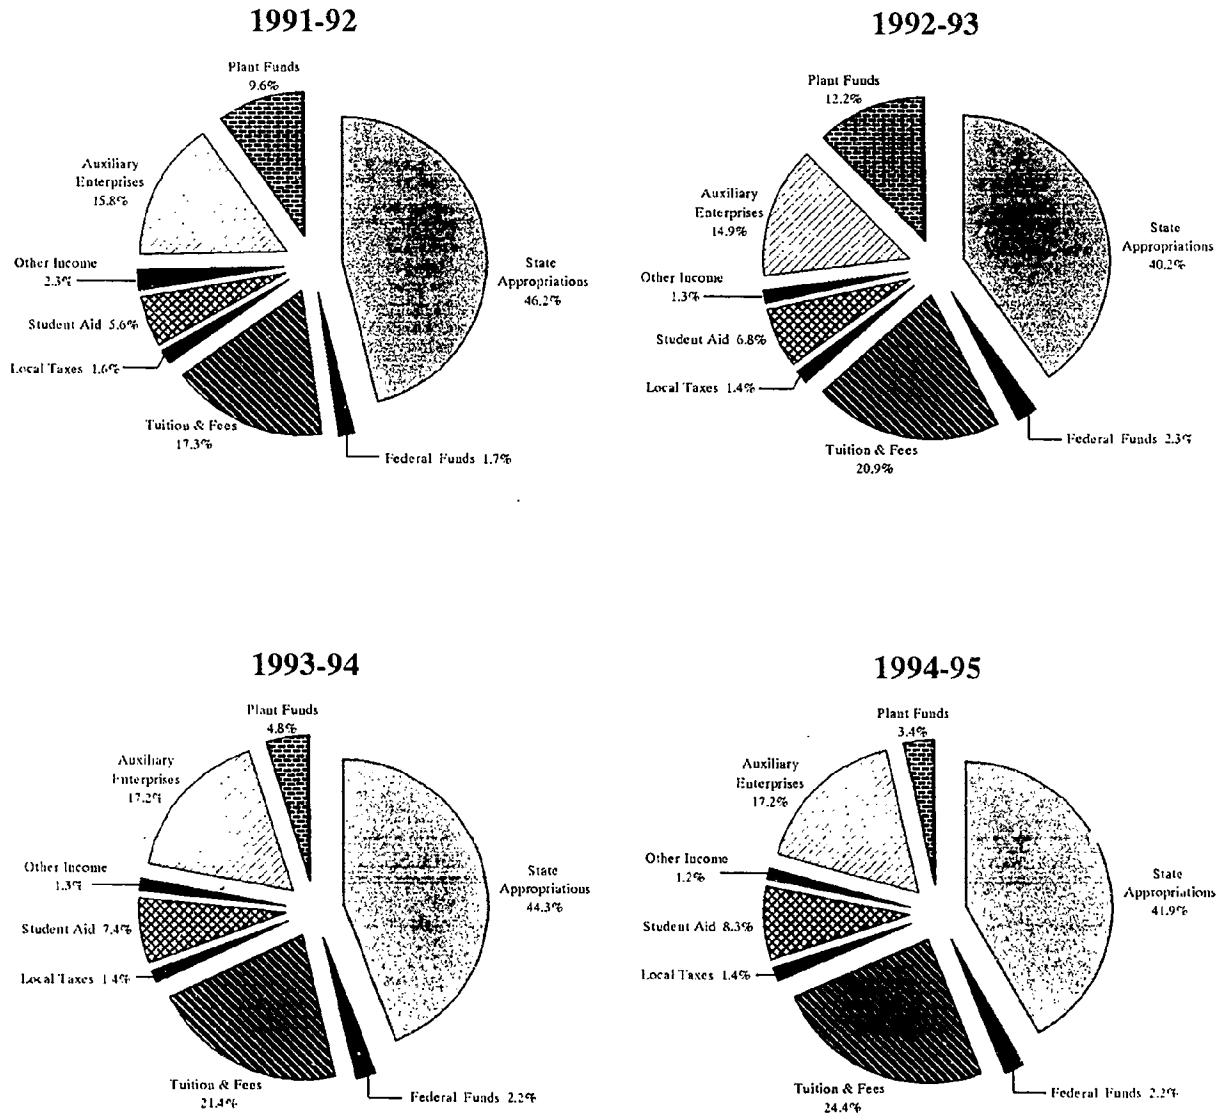 1991-92
Plant Funds
9.6%
Auxiliary
Enterprises
15.8%
Other Income
2.3%
Student Aid 5.6%
Local Taxes 1.6%
Tuition & Fees
17.3%
Federal Funds 1.7%
State
Appropriations
46.2%
1992-93
Plant Funds
12.2%
Auxiliary
Enterprises
14.9%
Other Income
1.3%
Student Aid 6.8%
Local Taxes 1.4%
Tuition & Fees
20.9%
Federal Funds 2.3%
State
Appropriations
40.2%
1993-94
Plant Funds
4.8%
Auxiliary
Enterprises
17.2%
Other Income
1.3%
Student Aid 7.4%
Local Taxes 1.4%
Tuition & Fees
21.4%
Federal Funds 2.2%
State
Appropriations
44.3%
1994-95
Plant Funds
3.4%
Auxiliary
Enterprises
17.2%
Other Income
1.2%
Student Aid 8.3%
Local Taxes 1.4%
Tuition & Fees
24.4%
Federal Funds 2.2%
State
Appropriations
41.9%